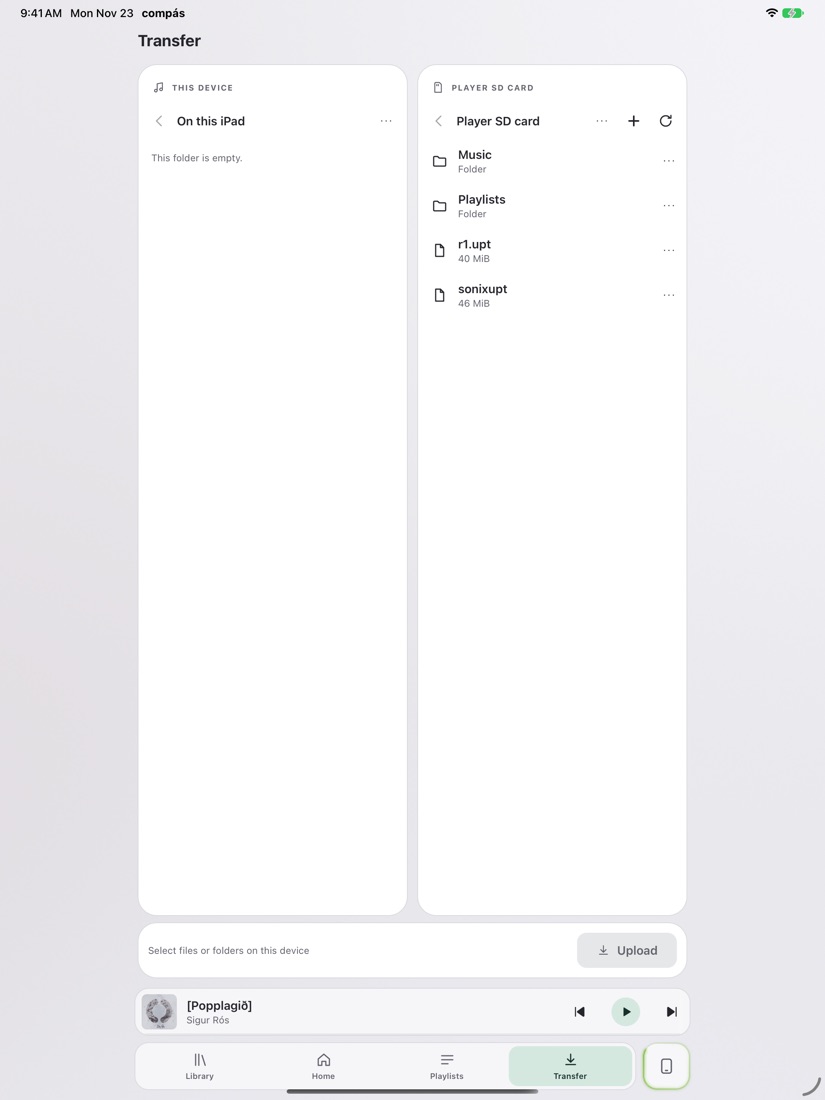 9:41 AM Mon Nov 23 compás
Transfer
THIS DEVICE
On this iPad
This folder is empty.
PLAYER SD CARD
Player SD card
Music
Folder
Playlists
Folder
r1.upt
40 MiB
sonixupt
46 MiB
Select files or folders on this device
Upload
[Popplagið]
Sigur Rós
Library
Home
Playlists
Transfer